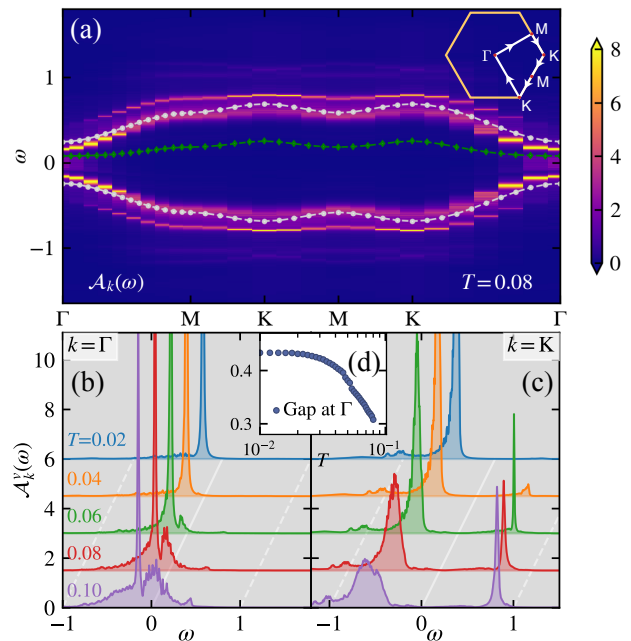 (a)
M
Γ
K
M
K
8
6
4
2
0
1
0
−1
ω
𝒜ₖ(ω)
T=0.08
Γ M K M K Γ
k=Γ
k=K
(b)
(c)
(d)
10
8
6
4
2
0
𝒜ₖᵛ(ω)
T=0.02
0.04
0.06
0.08
0.10
0.4
0.3
Gap at Γ
10⁻² 10⁻¹
T
−1 0 1
ω
−1 0 1
ω